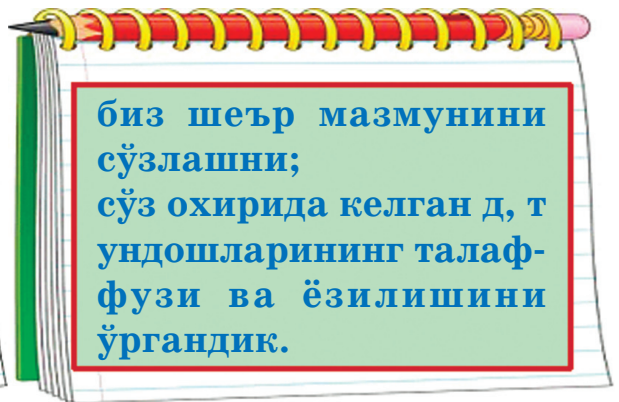 биз шеър мазмунини
сўзлашни;
сўз охирида келган д, т
ундошларининг талаф-
фузи ва ёзилишини
ўргандик.